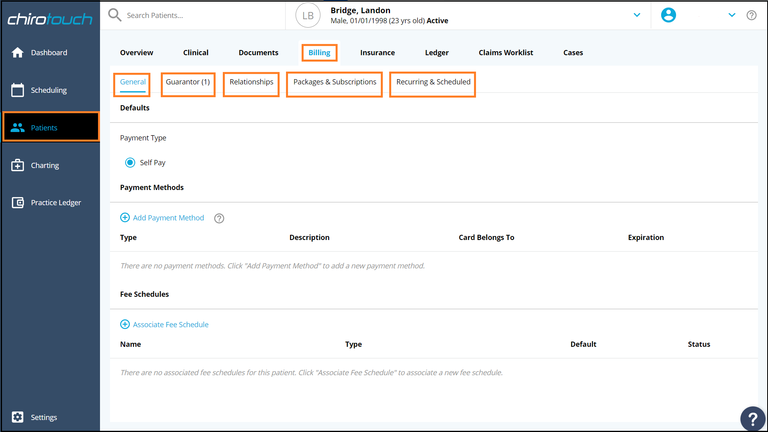 chirotouch
Search Patients...
LB
Bridge, Landon
Male, 01/01/1998 (23 yrs old) Active
Dashboard
Scheduling
Patients
Charting
Practice Ledger
Settings
Overview Clinical Documents Billing Insurance Ledger Claims Worklist Cases
General Guarantor (1) Relationships Packages & Subscriptions Recurring & Scheduled
Defaults
Payment Type
Self Pay
Payment Methods
Add Payment Method ?
Type Description Card Belongs To Expiration
There are no payment methods. Click "Add Payment Method" to add a new payment method.
Fee Schedules
Associate Fee Schedule
Name Type Default Status
There are no associated fee schedules for this patient. Click "Associate Fee Schedule" to associate a new fee schedule.
?
?